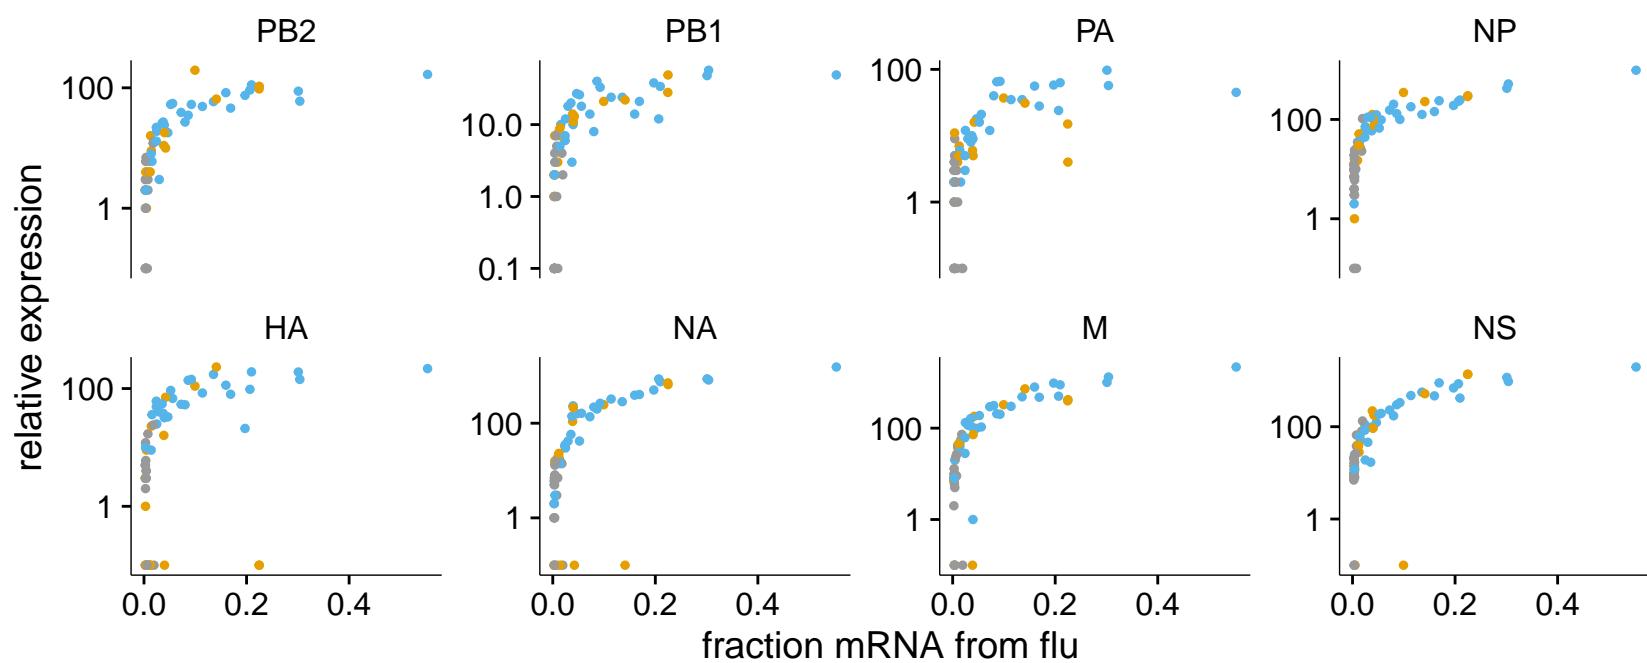 PB2 PB1 PA NP
100 10.0 1.0 0.1 1
100 1
100 1
HA NA M NS
100 1
100 1
100 1
100 1
0.0 0.2 0.4 0.0 0.2 0.4 0.0 0.2 0.4 0.0 0.2 0.4
fraction mRNA from flu
relative expression